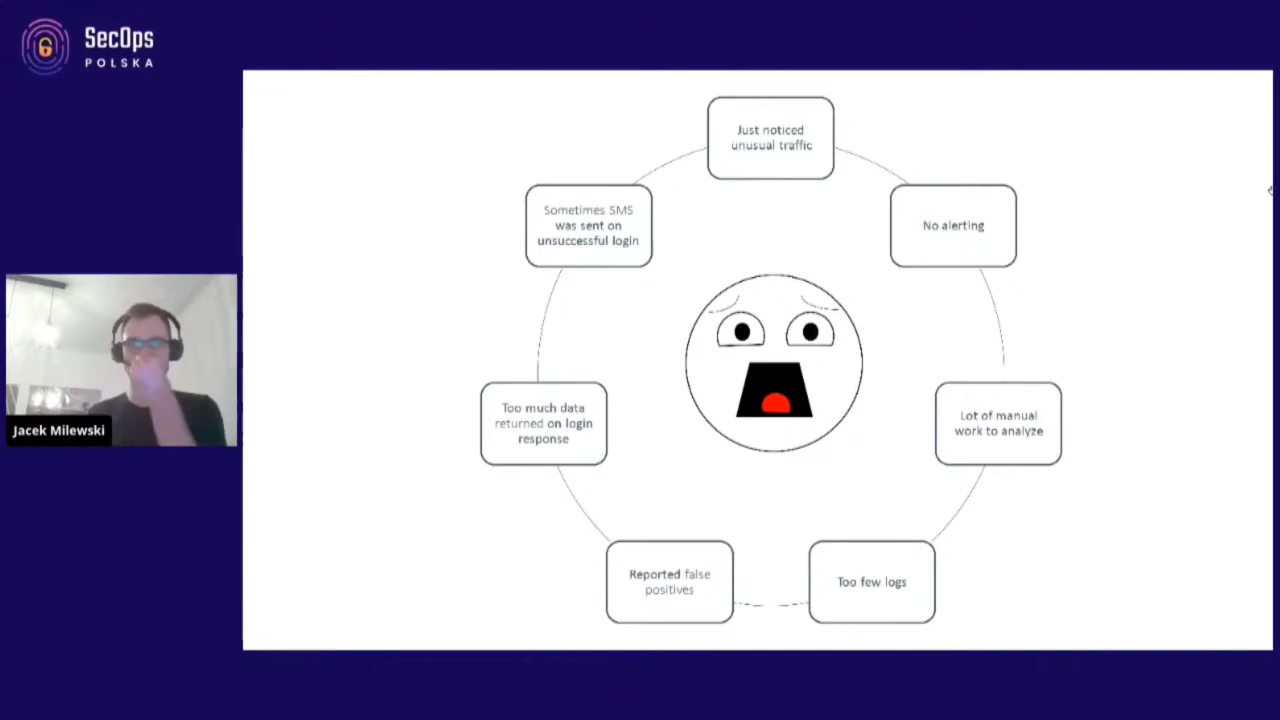 SecOps
POLSKA
Just noticed
unusual traffic
Sometimes SMS
was sent on
unsuccessful login
No alerting
Too much data
returned on login
response
Lot of manual
work to analyze
Reported false
positives
Too few logs
Jacek Milewski